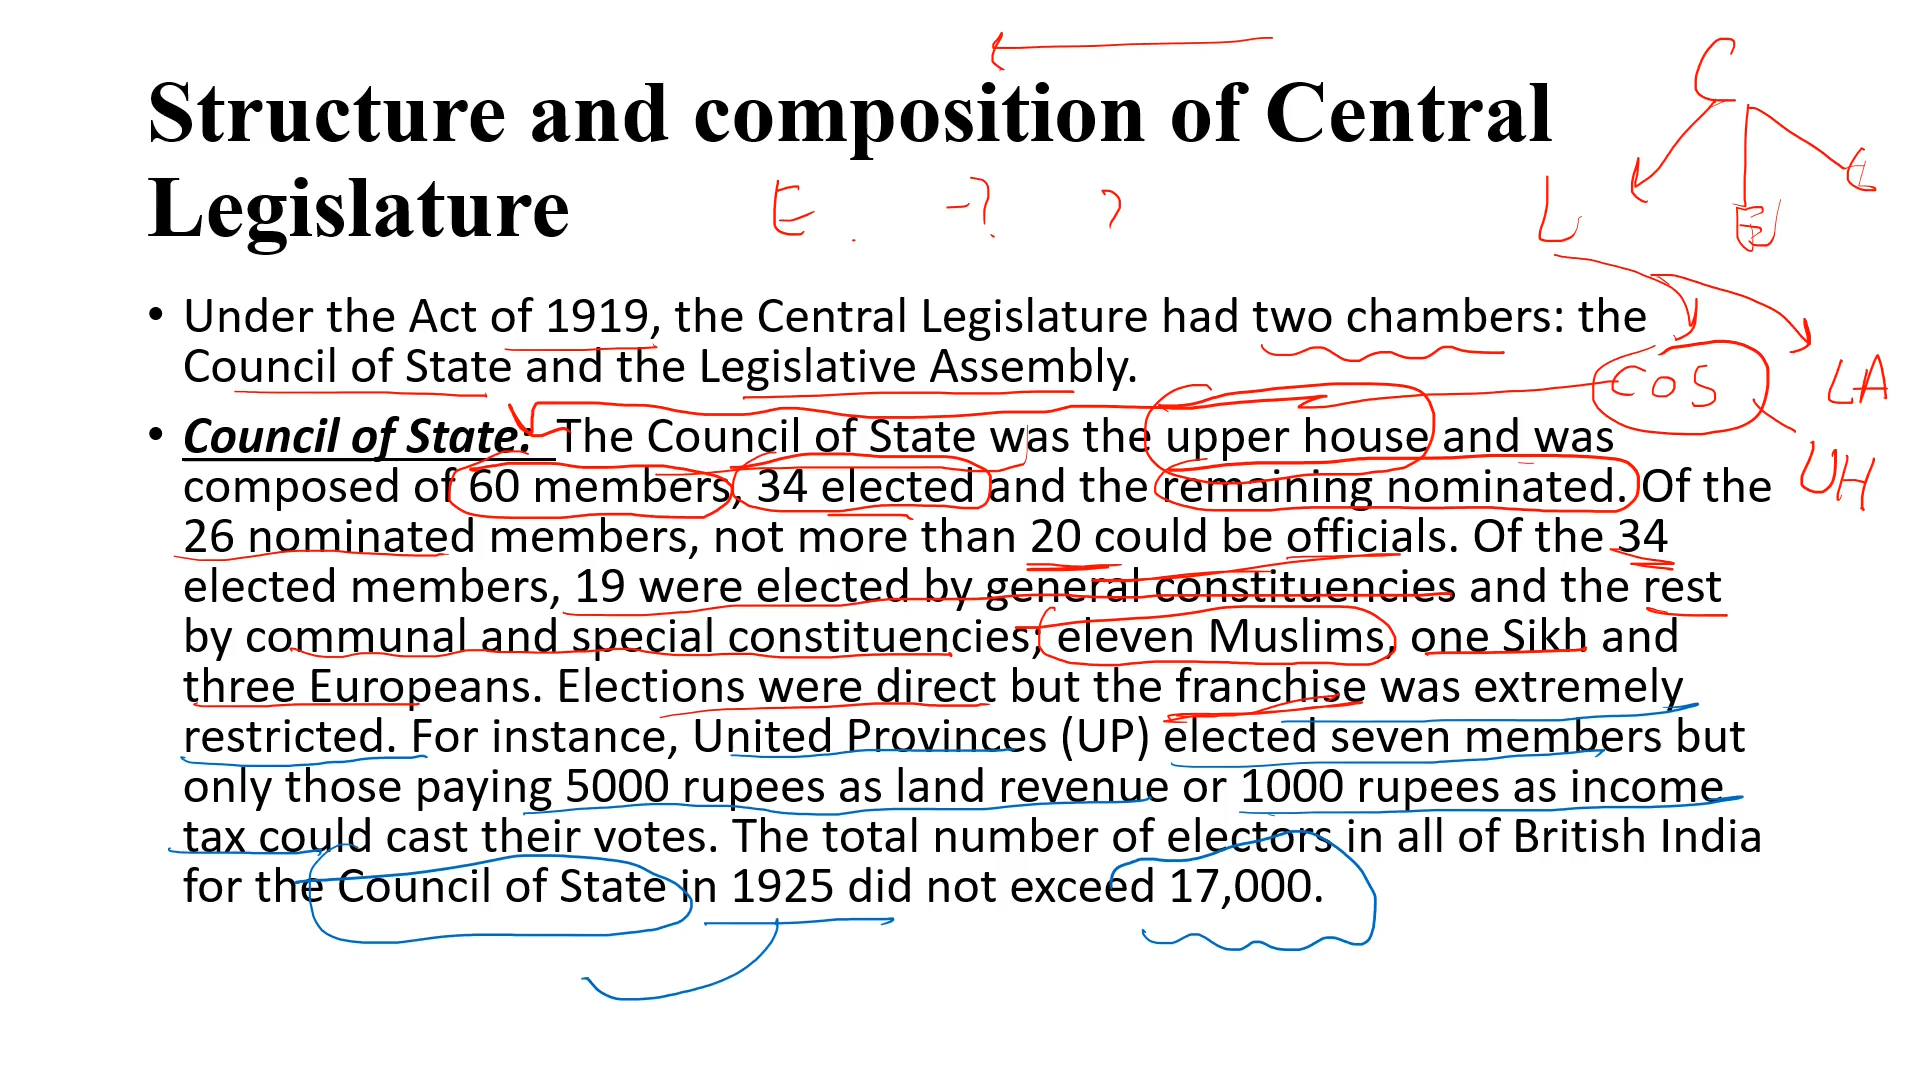 C
Structure and composition of Central
Legislature
E -? ?
L E
Under the Act of 1919, the Central Legislature had two chambers: the
Council of State and the Legislative Assembly.
COS LA
Council of State: The Council of State was the upper house and was
composed of 60 members, 34 elected and the remaining nominated. Of the
UH
26 nominated members, not more than 20 could be officials. Of the 34
elected members, 19 were elected by general constituencies and the rest
by communal and special constituencies; eleven Muslims, one Sikh and
three Europeans. Elections were direct but the franchise was extremely
restricted. For instance, United Provinces (UP) elected seven members but
only those paying 5000 rupees as land revenue or 1000 rupees as income
tax could cast their votes. The total number of electors in all of British India
for the Council of State in 1925 did not exceed 17,000.